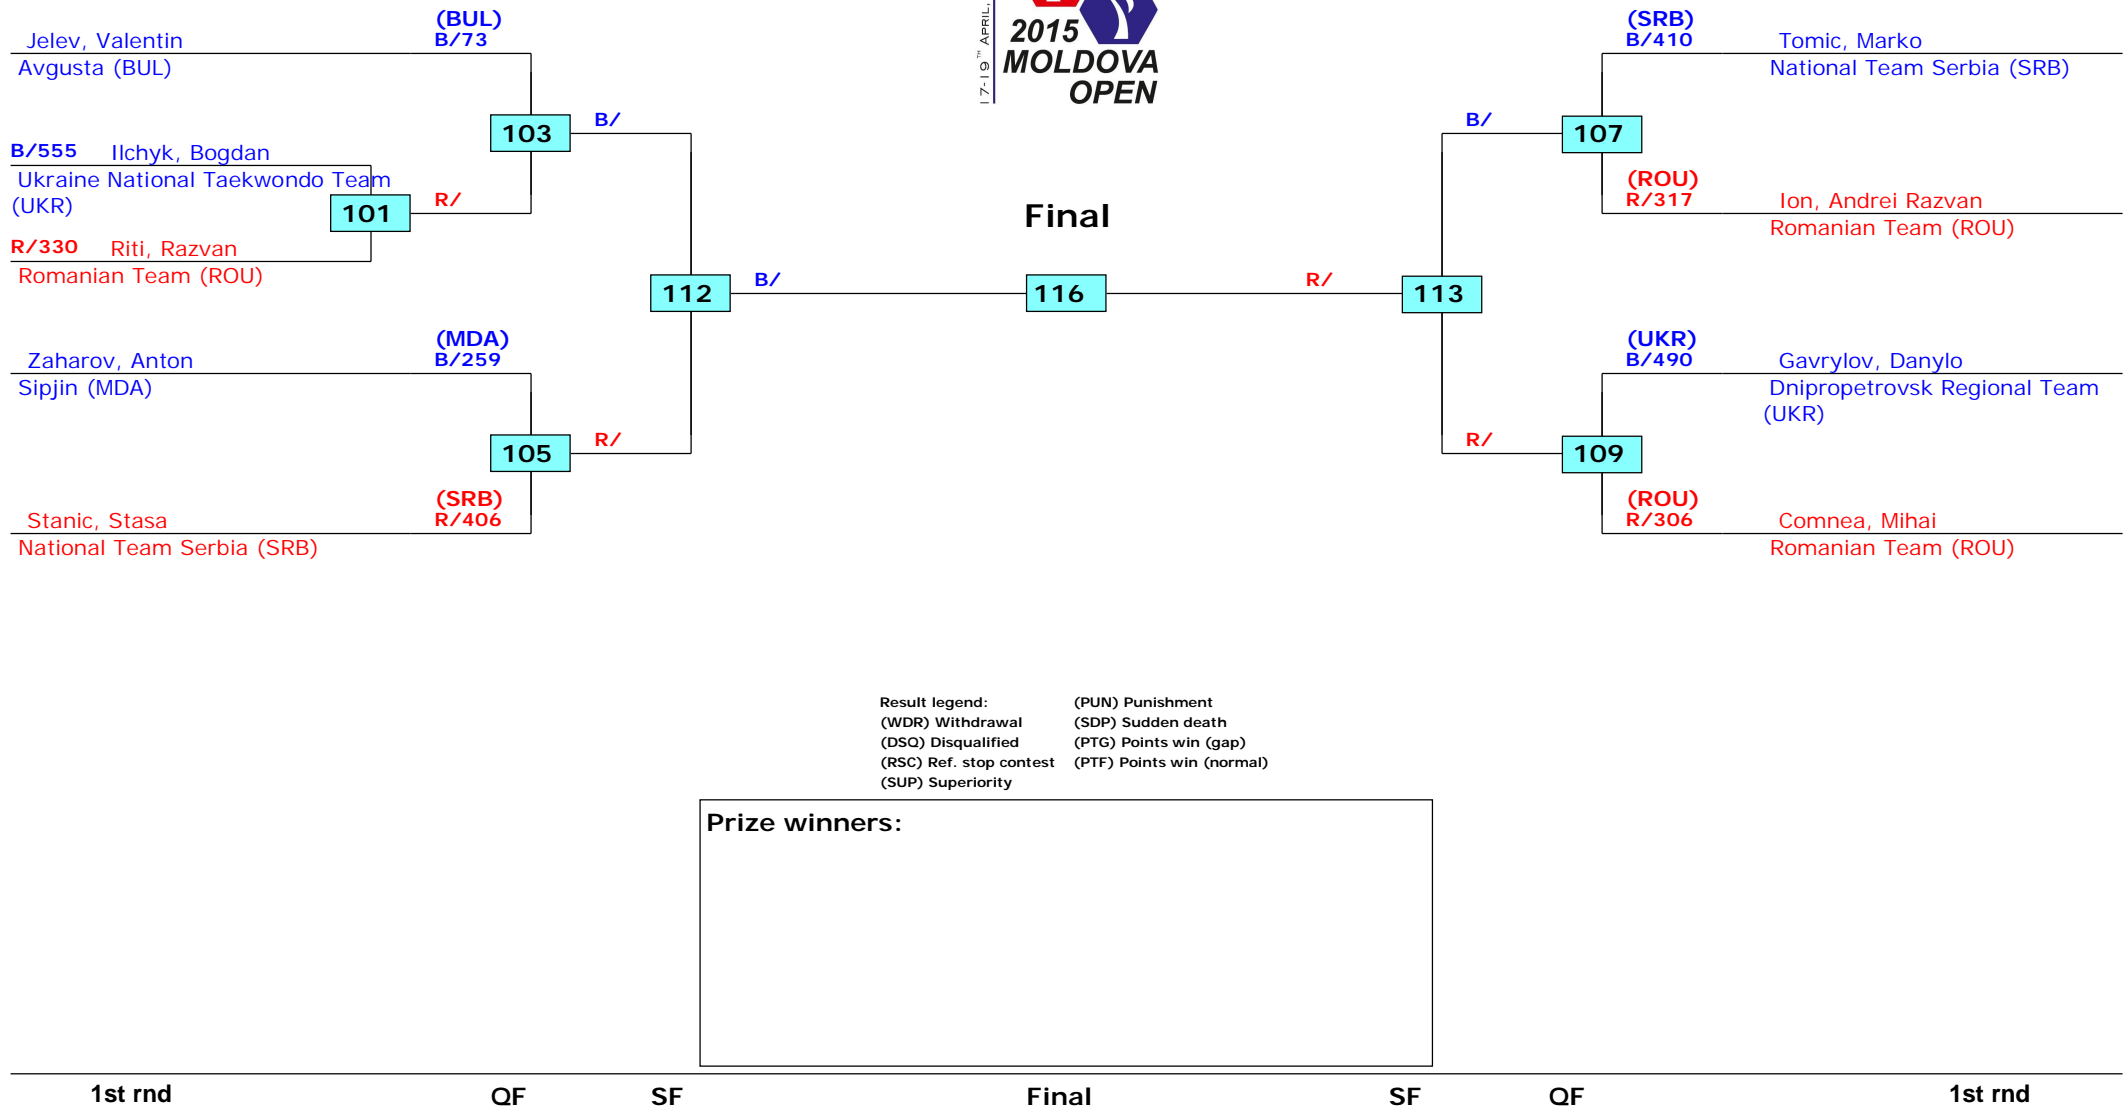 17-19TH APRIL,
2015
MOLDOVA
OPEN
(BUL)
Jelev, Valentin B/73
Avgusta (BUL)
103 B/
B/555 Ilchyk, Bogdan
Ukraine National Taekwondo Team
(UKR)
101 R/
R/330 Riti, Razvan
Romanian Team (ROU)
112 B/
(MDA)
Zaharov, Anton B/259
Sipjin (MDA)
105 R/
(SRB)
Stanic, Stasa R/406
National Team Serbia (SRB)
Final
116
(SRB)
B/410 Tomic, Marko
National Team Serbia (SRB)
B/ 107
(ROU)
R/317 Ion, Andrei Razvan
Romanian Team (ROU)
R/ 113
(UKR)
B/490 Gavrylov, Danylo
Dnipropetrovsk Regional Team
(UKR)
R/ 109
(ROU)
R/306 Comnea, Mihai
Romanian Team (ROU)
Result legend: (PUN) Punishment
(WDR) Withdrawal (SDP) Sudden death
(DSQ) Disqualified (PTG) Points win (gap)
(RSC) Ref. stop contest (PTF) Points win (normal)
(SUP) Superiority
Prize winners:
1st rnd QF SF Final SF QF 1st rnd